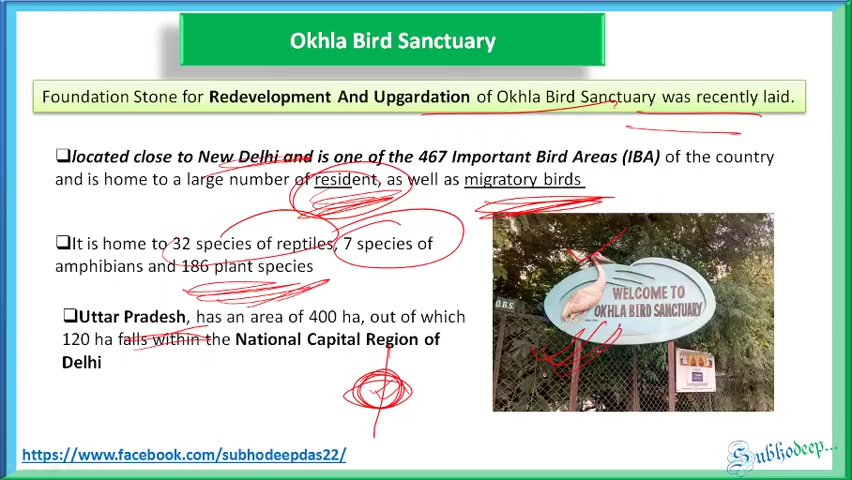 Okhla Bird Sanctuary
Foundation Stone for Redevelopment And Upgardation of Okhla Bird Sanctuary was recently laid.
❑located close to New Delhi and is one of the 467 Important Bird Areas (IBA) of the country
and is home to a large number of resident, as well as migratory birds
❑It is home to 32 species of reptiles, 7 species of
amphibians and 186 plant species
❑Uttar Pradesh, has an area of 400 ha, out of which
120 ha falls within the National Capital Region of
Delhi
O.B.S.
WELCOME TO
OKHLA BIRD SANCTUARY
https://www.facebook.com/subhodeepdas22/
Subhodeep...